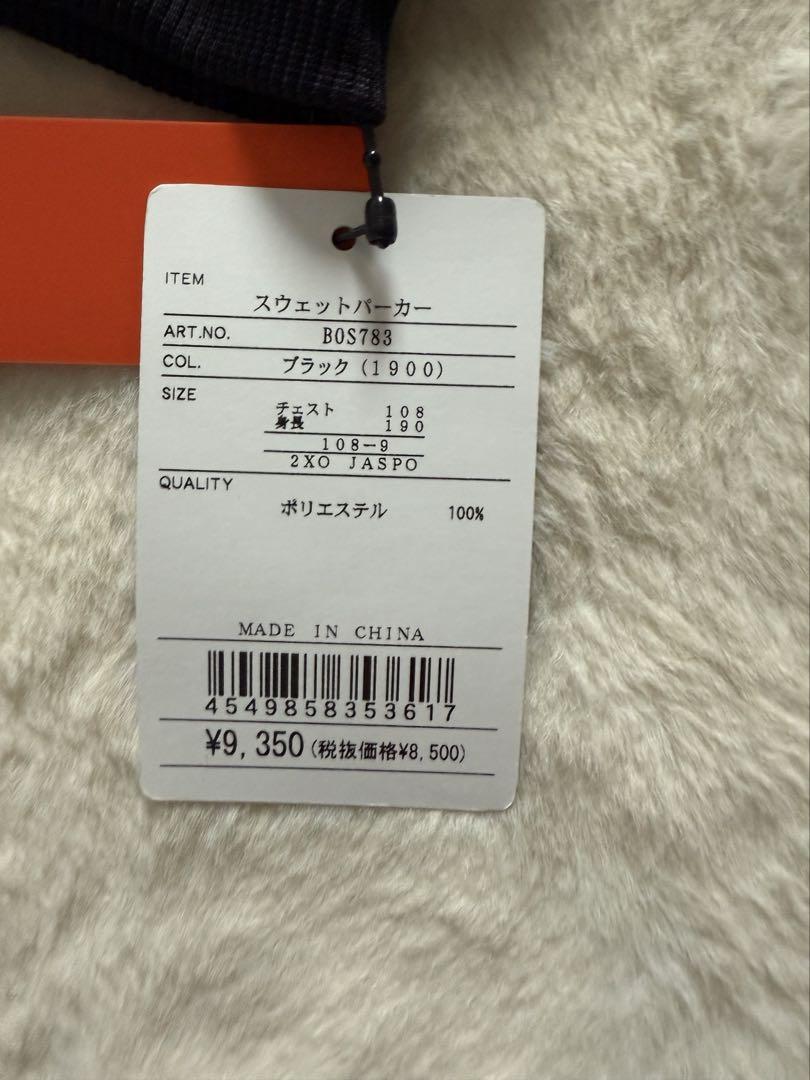 ITEM
スウェットパーカー
ART.NO. BOS783
COL. ブラック(1900)
SIZE
チェスト 108
身長 190
108-9
2XO JASPO
QUALITY
ポリエステル 100%
MADE IN CHINA
4549858353617
¥9,350(税抜価格¥8,500)